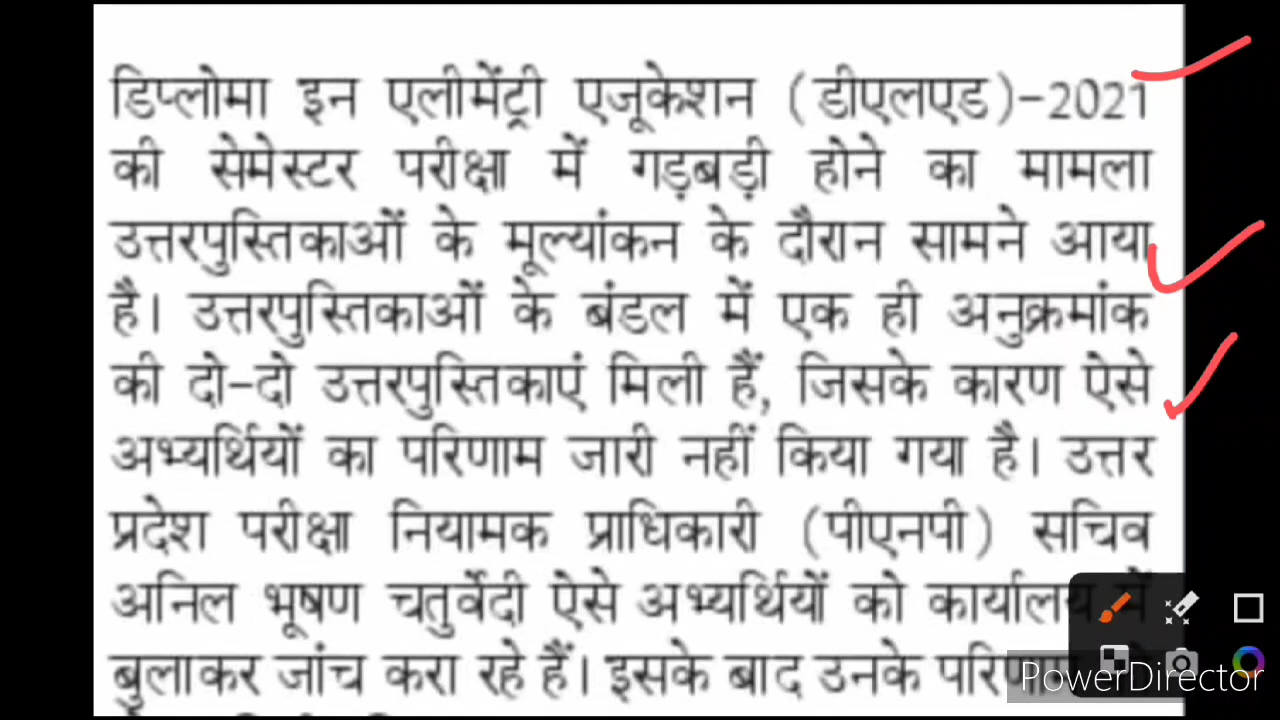 डिप्लोमा इन एलीमेंट्री एजूकेशन (डीएलएड)-2021
की सेमेस्टर परीक्षा में गड़बड़ी होने का मामला
उत्तरपुस्तिकाओं के मूल्यांकन के दौरान सामने आया
है। उत्तरपुस्तिकाओं के बंडल में एक ही अनुक्रमांक
की दो-दो उत्तरपुस्तिकाएं मिली हैं, जिसके कारण ऐसे
अभ्यर्थियों का परिणाम जारी नहीं किया गया है। उत्तर
प्रदेश परीक्षा नियामक प्राधिकारी (पीएनपी) सचिव
अनिल भूषण चतुर्वेदी ऐसे अभ्यर्थियों को कार्यालय में
बुलाकर जांच करा रहे हैं। इसके बाद उनके परिणाम
PowerDirector